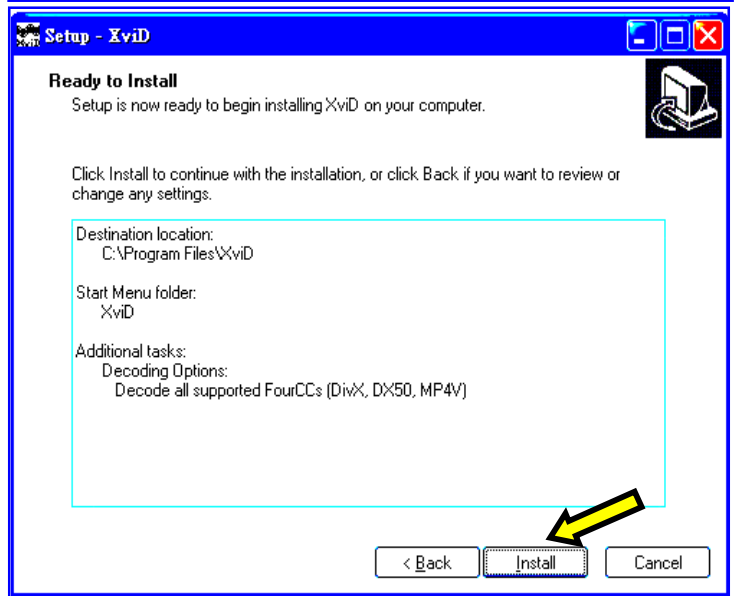 Setup - XviD
Ready to Install
Setup is now ready to begin installing XviD on your computer.
Click Install to continue with the installation, or click Back if you want to review or
change any settings.
Destination location:
C:\Program Files\XviD
Start Menu folder:
XviD
Additional tasks:
Decoding Options:
Decode all supported FourCCs (DivX, DX50, MP4V)
< Back
Install
Cancel